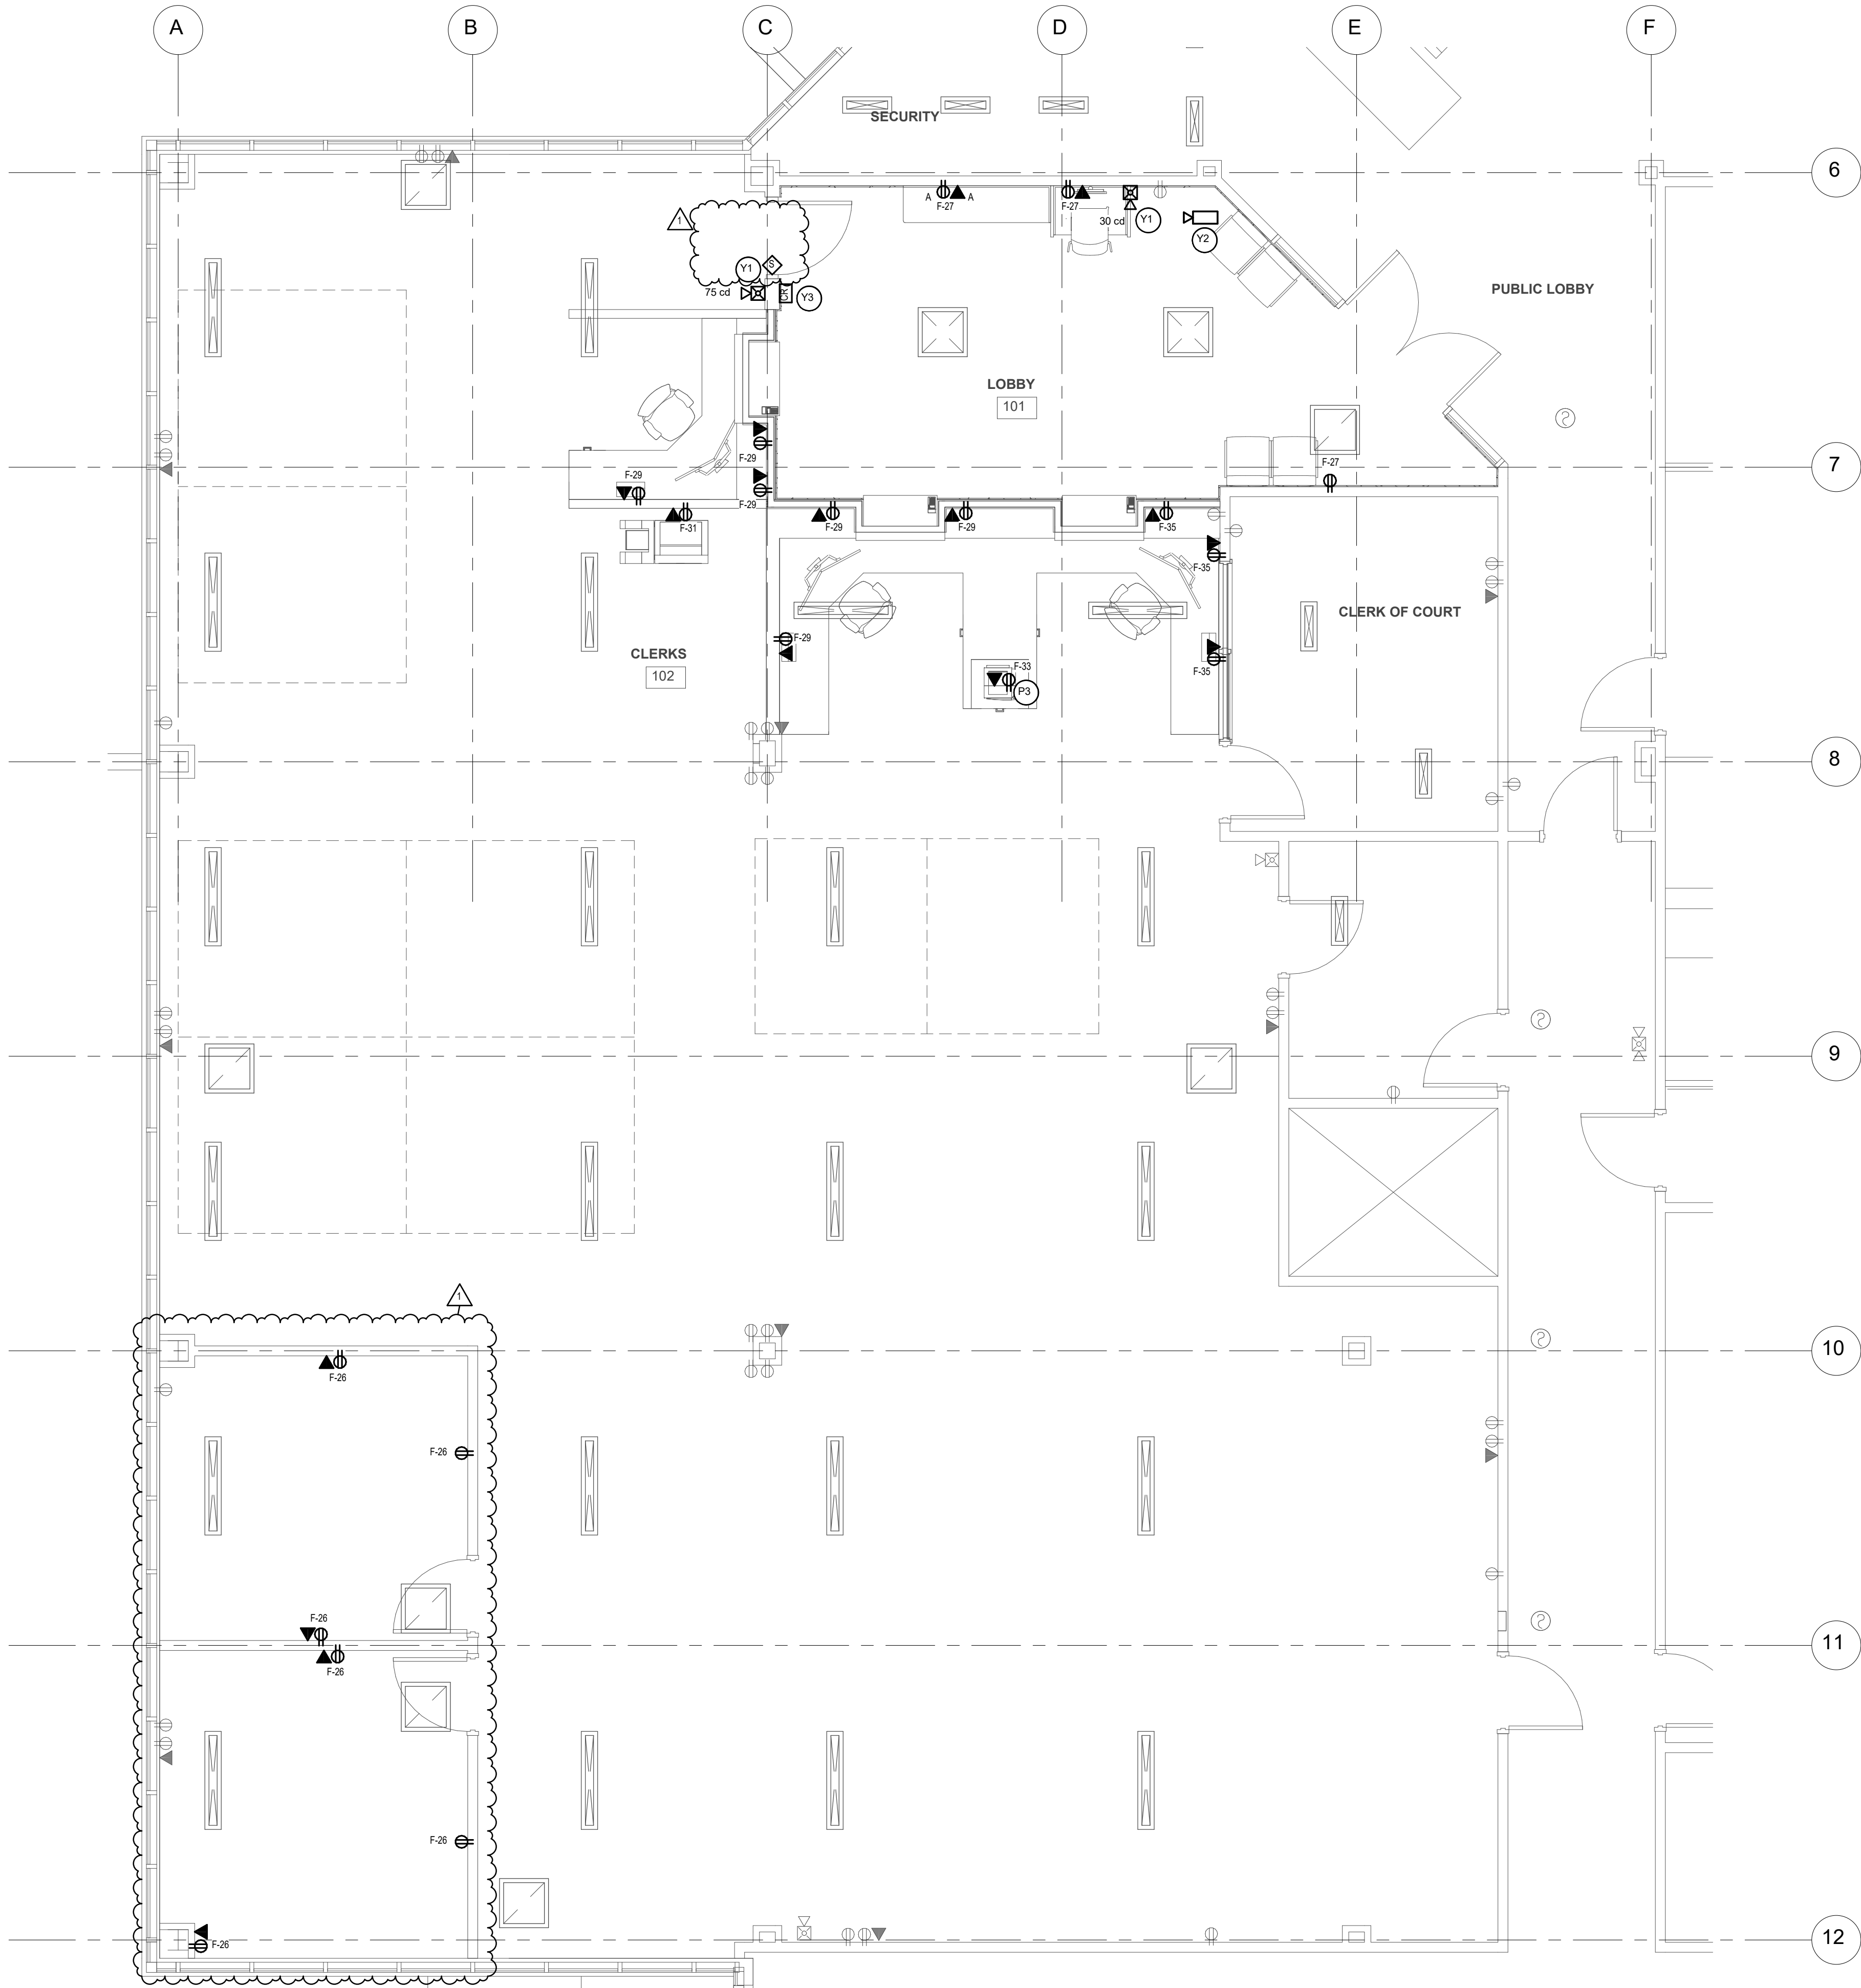 A
B
C
D
E
F
SECURITY
6
A
A
F-27
F-27
30 cd
Y1
Y2
1
Y1
S
75 cd
CR
Y3
PUBLIC LOBBY
LOBBY
101
F-29
F-27
7
F-29
F-29
F-31
F-29
F-29
F-35
F-35
CLERK OF COURT
F-29
CLERKS
102
F-33
P3
F-35
8
9
1
10
F-26
F-26
F-26
11
F-26
F-26
F-26
12